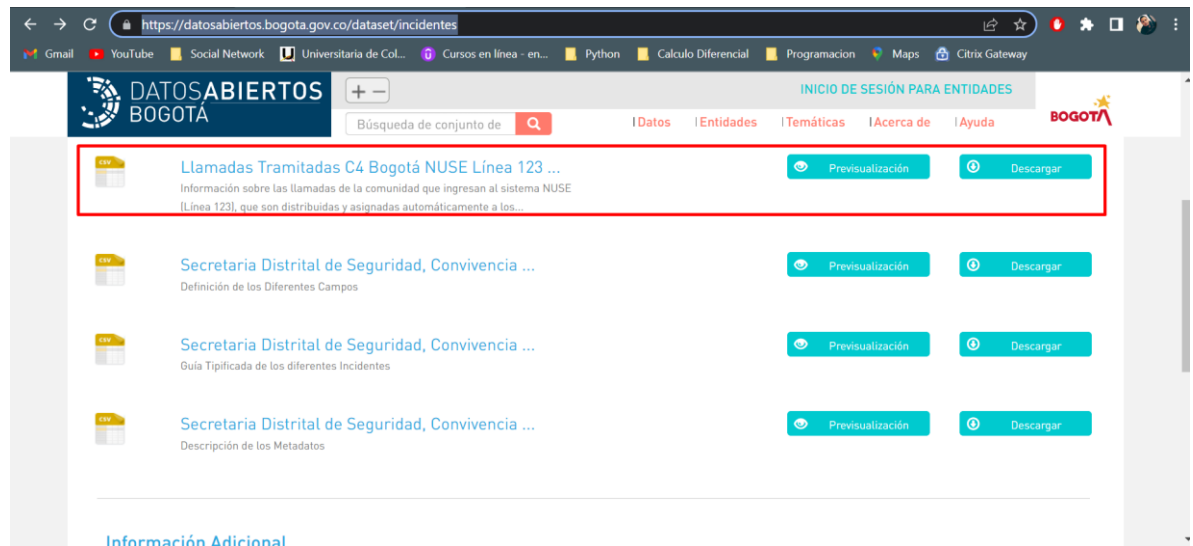 https://datosabiertos.bogota.gov.co/dataset/incidentes
Gmail YouTube Social Network Universitaria de Col... Cursos en línea - en... Python Calculo Diferencial Programacion Maps Citrix Gateway
DATOSABIERTOS
BOGOTÁ
INICIO DE SESIÓN PARA ENTIDADES
Búsqueda de conjunto de
Datos Entidades Temáticas Acerca de Ayuda
BOGOTÁ
CSV
Llamadas Tramitadas C4 Bogotá NUSE Línea 123 ...
Previsualización Descargar
Información sobre las llamadas de la comunidad que ingresan al sistema NUSE
(Línea 123), que son distribuidas y asignadas automáticamente a los...
CSV
Secretaria Distrital de Seguridad, Convivencia ...
Previsualización Descargar
Definición de los Diferentes Campos
CSV
Secretaria Distrital de Seguridad, Convivencia ...
Previsualización Descargar
Guía Tipificada de los diferentes Incidentes
CSV
Secretaria Distrital de Seguridad, Convivencia ...
Previsualización Descargar
Descripción de los Metadatos
Información Adicional